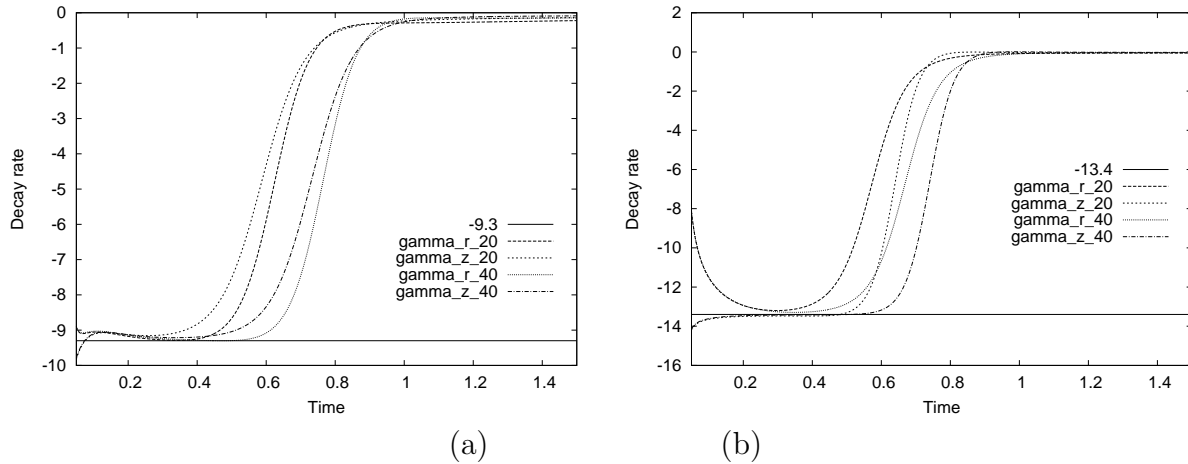 0
-1
-2
-3
-4
-5
-6
-7
-8
-9
-10
Decay rate
-9.3
gamma_r_20
gamma_z_20
gamma_r_40
gamma_z_40
0.2 0.4 0.6 0.8 1 1.2 1.4
Time
(a)
2
0
-2
-4
-6
-8
-10
-12
-14
-16
Decay rate
-13.4
gamma_r_20
gamma_z_20
gamma_r_40
gamma_z_40
0.2 0.4 0.6 0.8 1 1.2 1.4
Time
(b)